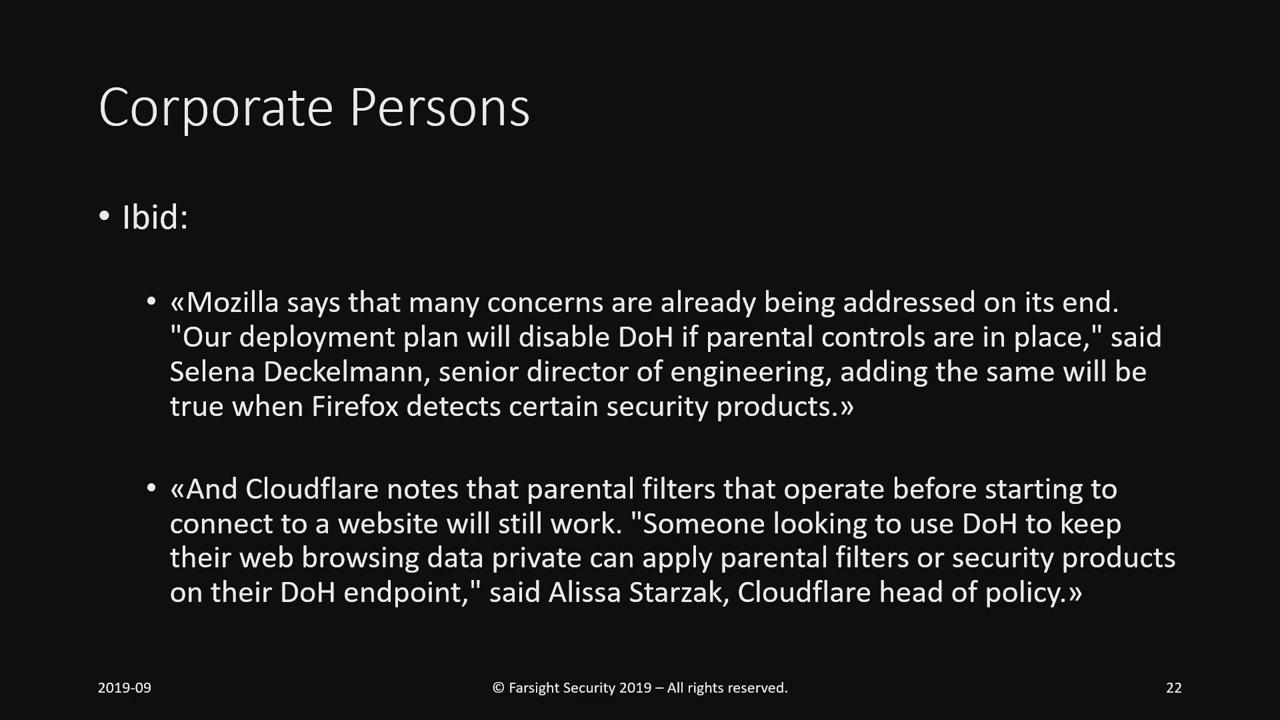 Corporate Persons
• Ibid:
• «Mozilla says that many concerns are already being addressed on its end.
"Our deployment plan will disable DoH if parental controls are in place," said
Selena Deckelmann, senior director of engineering, adding the same will be
true when Firefox detects certain security products.»
• «And Cloudflare notes that parental filters that operate before starting to
connect to a website will still work. "Someone looking to use DoH to keep
their web browsing data private can apply parental filters or security products
on their DoH endpoint," said Alissa Starzak, Cloudflare head of policy.»
2019-09 © Farsight Security 2019 – All rights reserved. 22